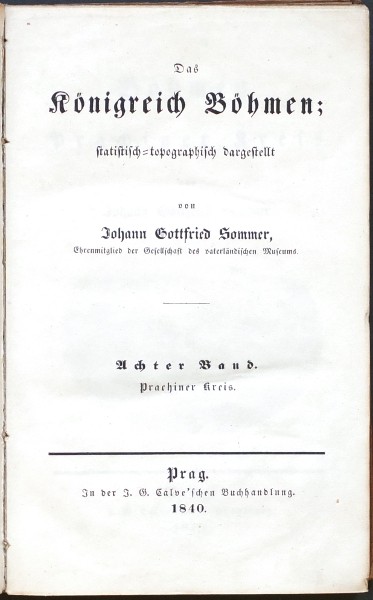 Das
Königreich Böhmen;
statistisch=topographisch dargestellt
von
Johann Gottfried Sommer,
Ehrenmitglied der Gesellschaft des vaterländischen Museums.
Achter Band.
Prachiner Kreis.
Prag.
In der J. G. Calve'schen Buchhandlung.
1840.